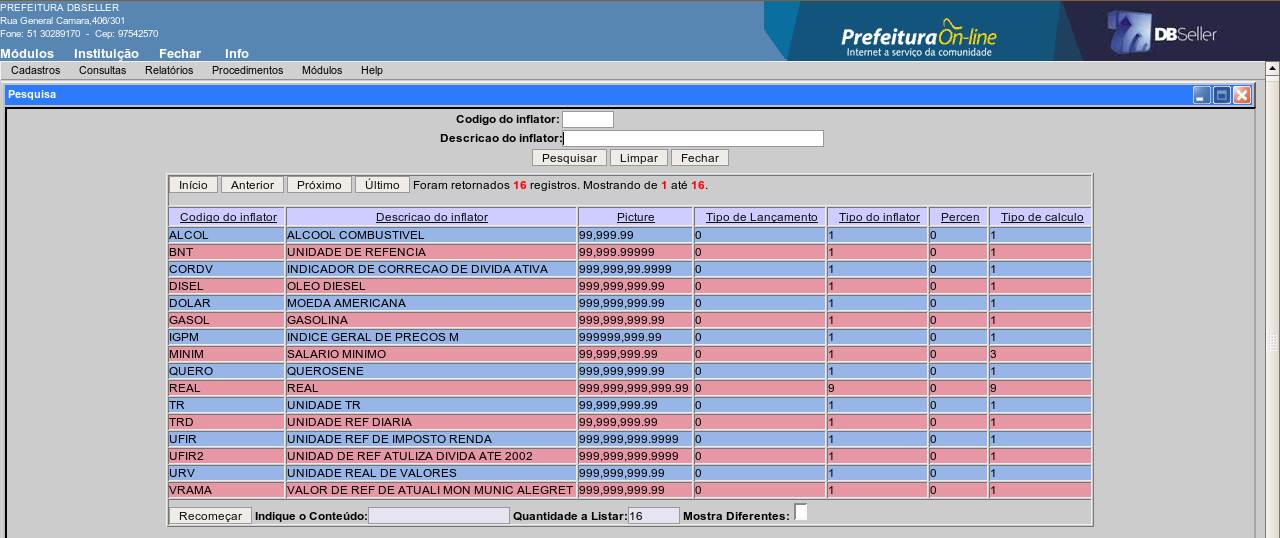 PREFEITURA DBSELLER
Rua General Camara,406/301
Fone: 51 30289170 - Cep: 97542570
Módulos Instituição Fechar Info
Prefeitura On-line
Internet a serviço da comunidade
DBSeller
Cadastros Consultas Relatórios Procedimentos Módulos Help
Pesquisa
Codigo do inflator:
Descricao do inflator:
Pesquisar Limpar Fechar
Início Anterior Próximo Último Foram retornados 16 registros. Mostrando de 1 até 16.
Codigo do inflator Descricao do inflator Picture Tipo de Lançamento Tipo do inflator Percen Tipo de calculo
ALCOL ALCOOL COMBUSTIVEL 99,999.99 0 1 0 1
BNT UNIDADE DE REFENCIA 99,999.99999 0 1 0 1
CORDV INDICADOR DE CORRECAO DE DIVIDA ATIVA 999,999,99.9999 0 1 0 1
DISEL OLEO DIESEL 999,999,999.99 0 1 0 1
DOLAR MOEDA AMERICANA 999,999,999.99 0 1 0 1
GASOL GASOLINA 999,999,999.99 0 1 0 1
IGPM INDICE GERAL DE PRECOS M 999999,999.99 0 1 0 1
MINIM SALARIO MINIMO 99,999,999.99 0 1 0 3
QUERO QUEROSENE 999,999,999.99 0 1 0 1
REAL REAL 999,999,999,999.99 0 9 0 9
TR UNIDADE TR 99,999,999.99 0 1 0 1
TRD UNIDADE REF DIARIA 99,999,999.99 0 1 0 1
UFIR UNIDADE REF DE IMPOSTO RENDA 999,999,999.9999 0 1 0 1
UFIR2 UNIDAD DE REF ATULIZA DIVIDA ATE 2002 999,999,999.9999 0 1 0 1
URV UNIDADE REAL DE VALORES 999,999,999.99 0 1 0 1
VRAMA VALOR DE REF DE ATUALI MON MUNIC ALEGRET 999,999,999.99 0 1 0 1
Recomeçar Indique o Conteúdo: Quantidade a Listar: 16 Mostra Diferentes: